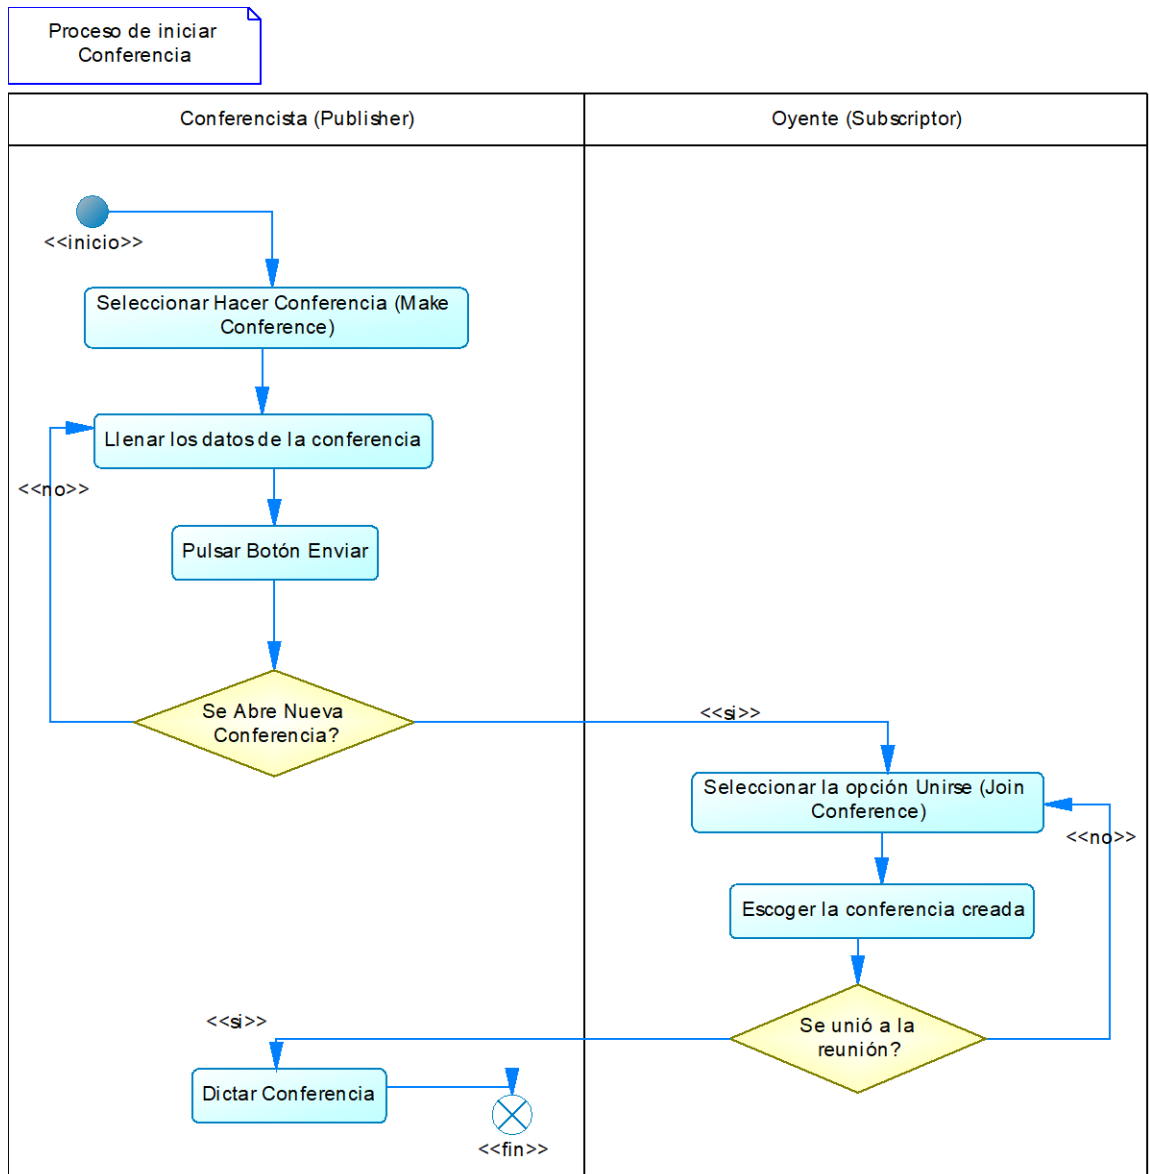 Proceso de iniciar
Conferencia
Conferencista (Publisher)
Oyente (Subscriptor)
<<inicio>>
Seleccionar Hacer Conferencia (Make
Conference)
Llenar los datos de la conferencia
<<no>>
Pulsar Botón Enviar
Se Abre Nueva
Conferencia?
<<si>>
Seleccionar la opción Unirse (Join
Conference)
<<no>>
Escoger la conferencia creada
Se unió a la
reunión?
<<si>>
Dictar Conferencia
<<fin>>